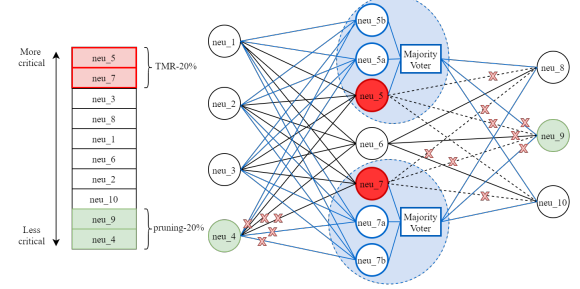 More
critical
neu_5
neu_7
neu_3
neu_8
neu_1
neu_6
neu_2
neu_10
neu_9
neu_4
Less
critical
TMR-20%
pruning-20%
neu_1
neu_2
neu_3
neu_4
neu_5b
neu_5a
neu_5
neu_6
neu_7
neu_7a
neu_7b
Majority
Voter
Majority
Voter
neu_8
neu_9
neu_10